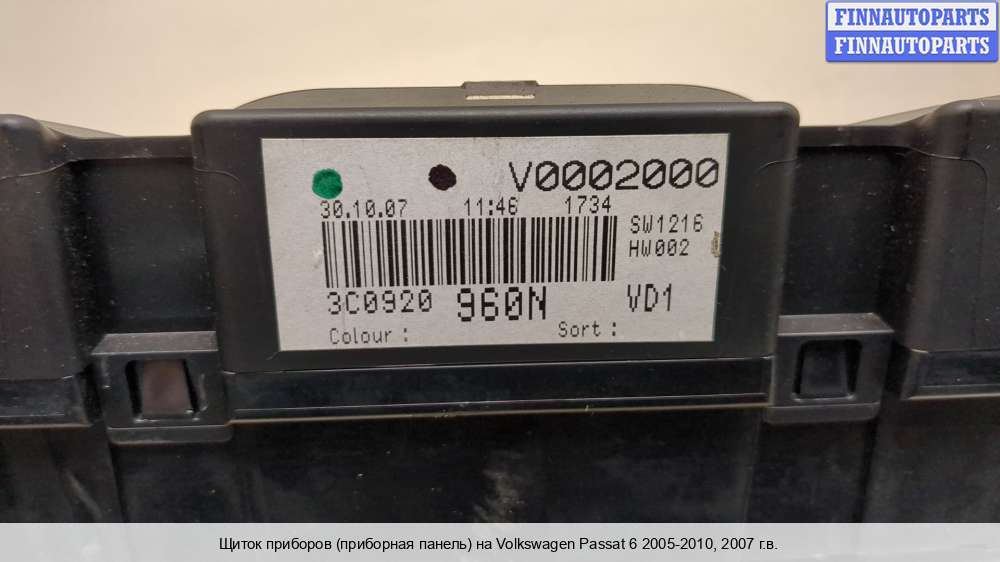 FINNAUTOPARTS
FINNAUTOPARTS
V0002000
30.10.07 11:46 1734
SW1216
HW002
3C0920 960N VD1
Colour : Sort :
Щиток приборов (приборная панель) на Volkswagen Passat 6 2005-2010, 2007 г.в.